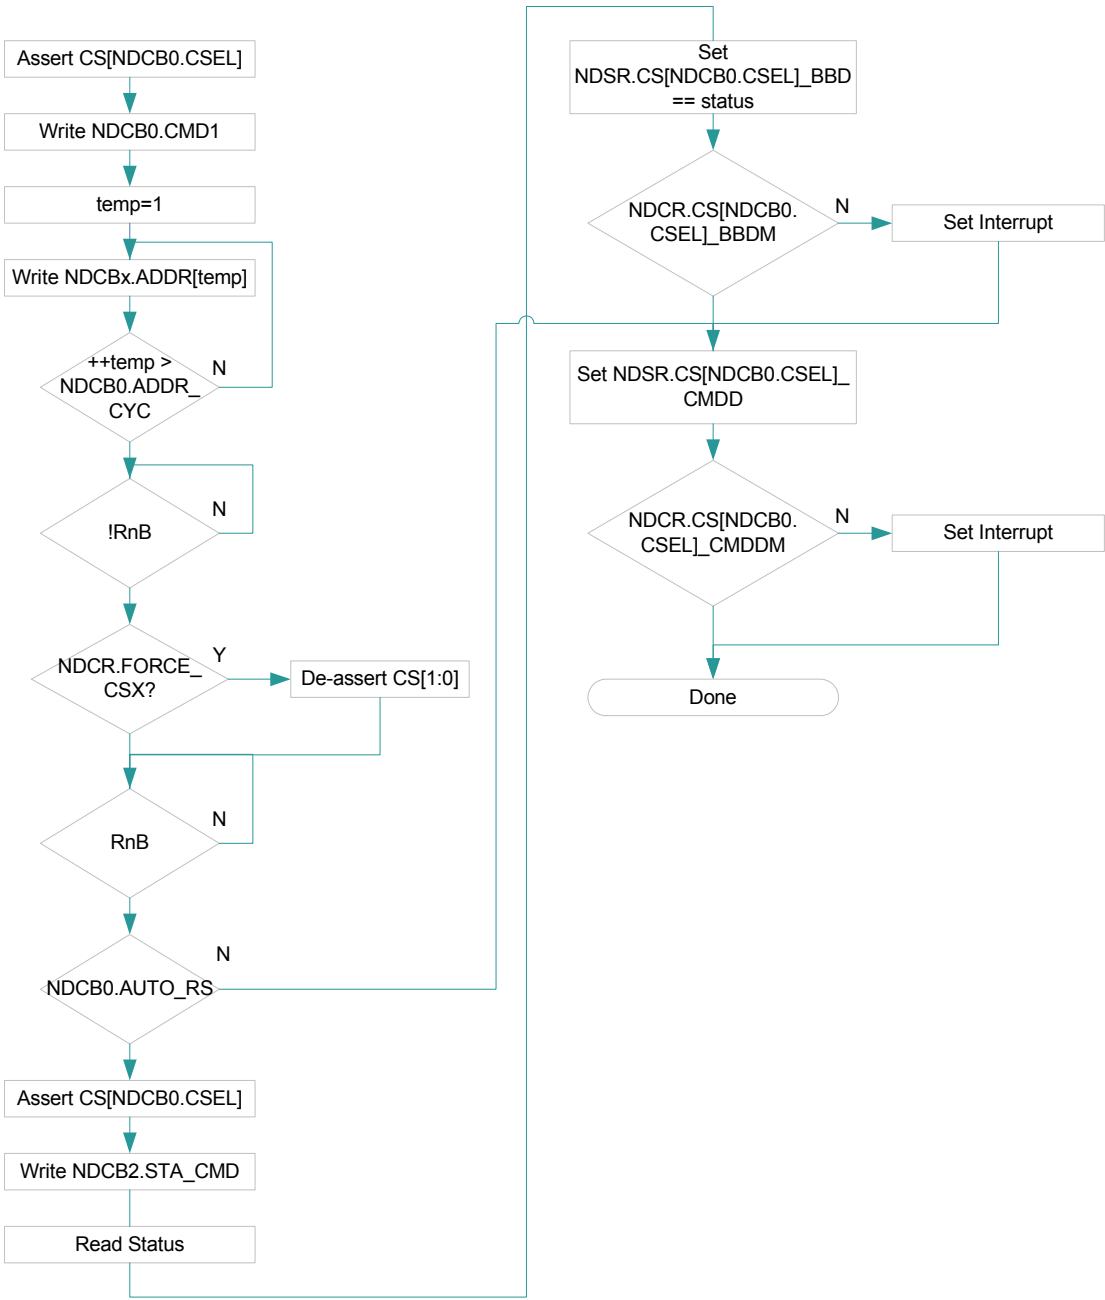 Assert CS[NDCB0.CSEL]
Write NDCB0.CMD1
temp=1
Write NDCBx.ADDR[temp]
++temp >
NDCB0.ADDR_
CYC
N
!RnB
N
NDCR.FORCE_
CSX?
Y
De-assert CS[1:0]
RnB
N
NDCB0.AUTO_RS
N
Assert CS[NDCB0.CSEL]
Write NDCB2.STA_CMD
Read Status
Set
NDSR.CS[NDCB0.CSEL]_BBD
== status
NDCR.CS[NDCB0.
CSEL]_BBDM
N
Set Interrupt
Set NDSR.CS[NDCB0.CSEL]_
CMDD
NDCR.CS[NDCB0.
CSEL]_CMDDM
N
Set Interrupt
Done